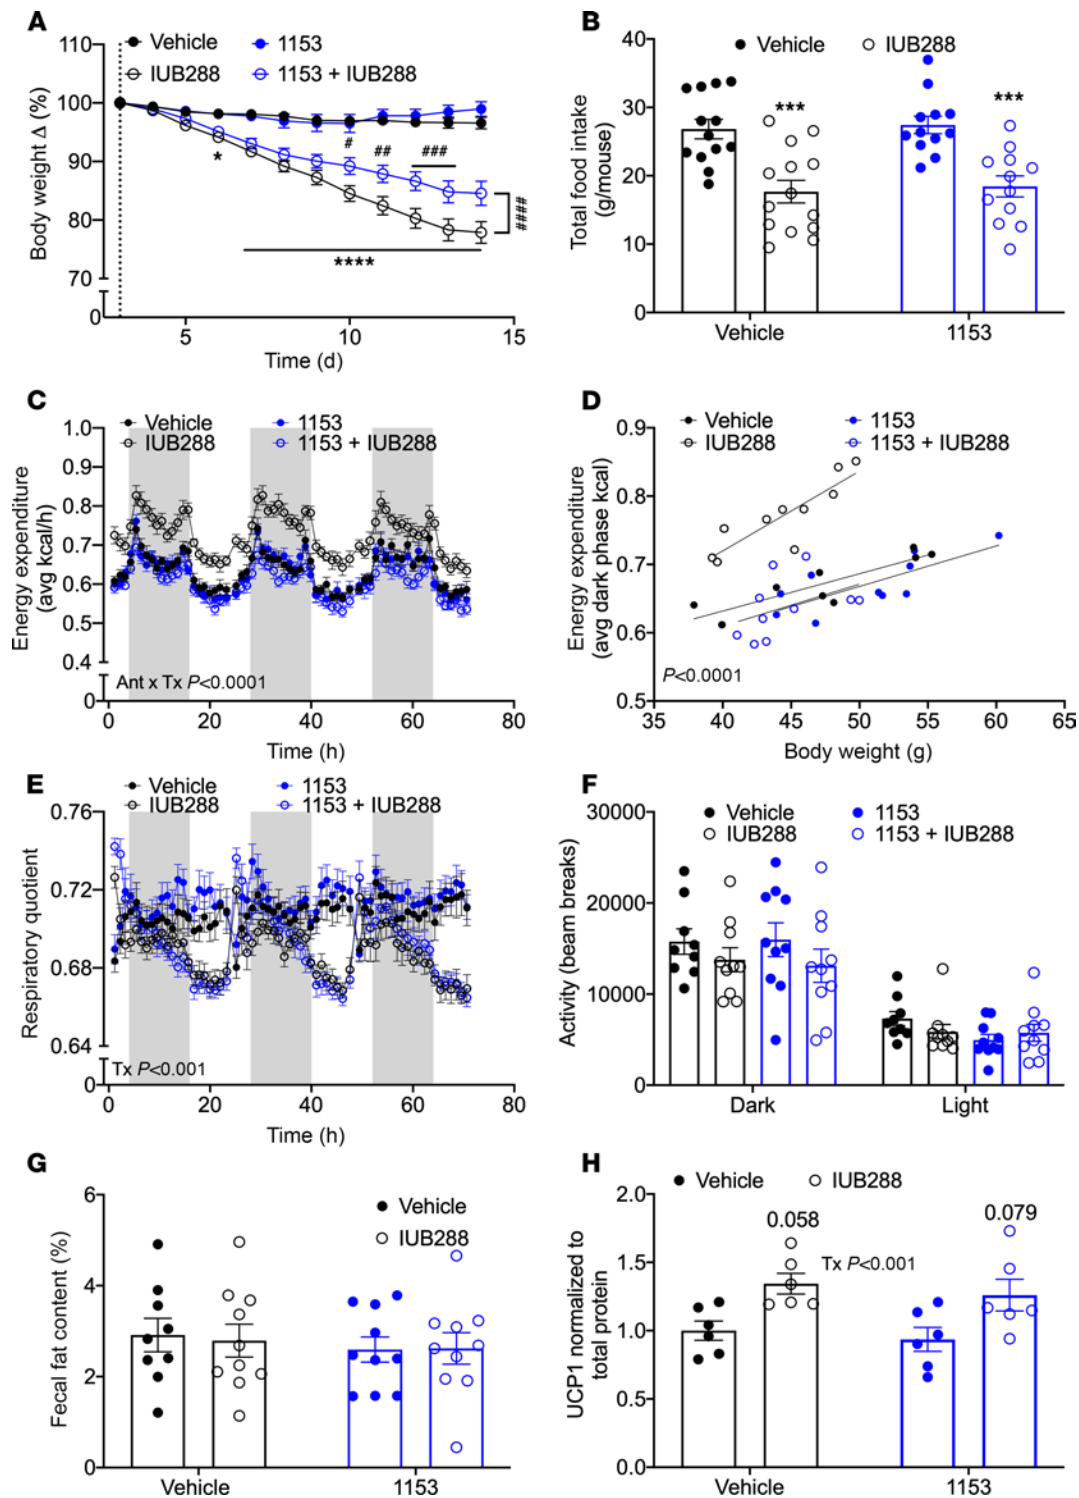 A
Vehicle
1153
IUB288
1153 + IUB288
Body weight Δ (%)
110
100
90
80
70
0
#
##
###
####
*
****
5
10
15
Time (d)
B
Vehicle
IUB288
Total food intake
(g/mouse)
40
30
20
10
0
***
***
Vehicle
1153
C
Vehicle
1153
IUB288
1153 + IUB288
Energy expenditure
(avg kcal/h)
1.0
0.9
0.8
0.7
0.6
0.5
0.4
0
Ant x Tx P<0.0001
0
20
40
60
80
Time (h)
D
Vehicle
1153
IUB288
1153 + IUB288
Energy expenditure
(avg dark phase kcal)
0.9
0.8
0.7
0.6
0.5
P<0.0001
35
40
45
50
55
60
65
Body weight (g)
E
Vehicle
1153
IUB288
1153 + IUB288
Respiratory quotient
0.76
0.72
0.68
0.64
0
Tx P<0.001
0
20
40
60
80
Time (h)
F
Vehicle
1153
IUB288
1153 + IUB288
Activity (beam breaks)
30000
20000
10000
0
Dark
Light
G
Vehicle
IUB288
Fecal fat content (%)
6
4
2
0
Vehicle
1153
H
Vehicle
IUB288
UCP1 normalized to
total protein
2.0
1.5
1.0
0.5
0.0
0.058
0.079
Tx P<0.001
Vehicle
1153